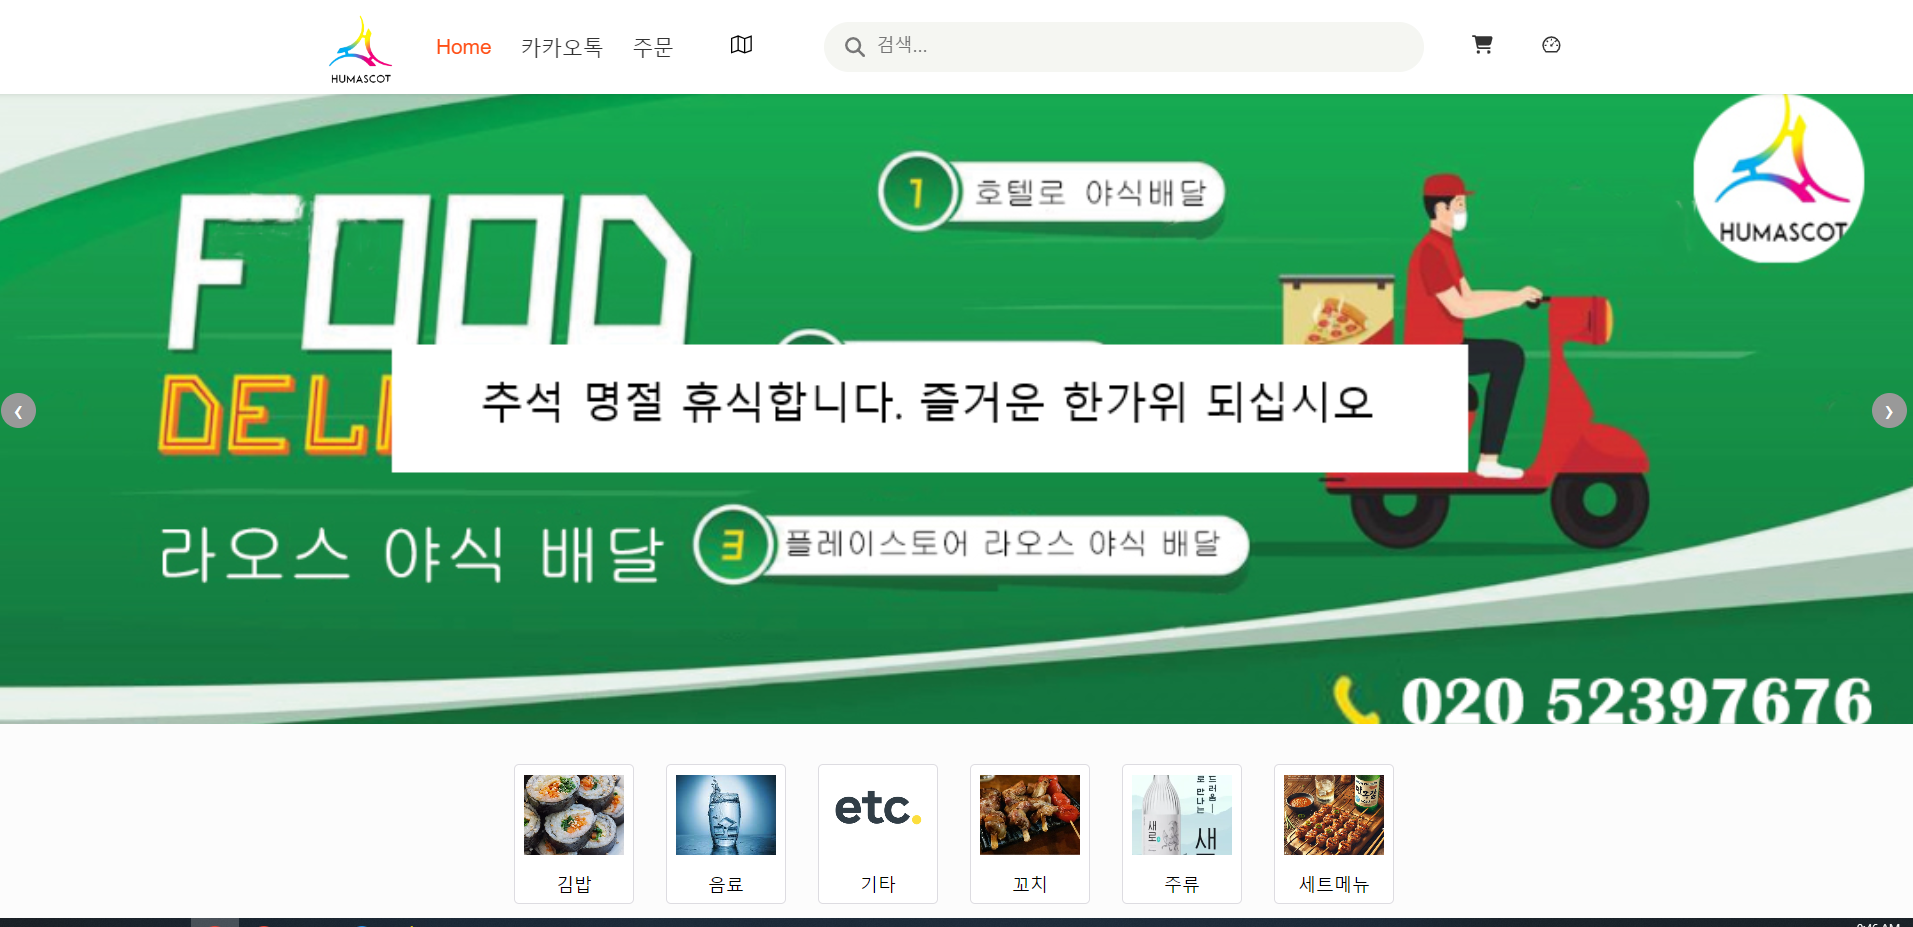 HUMASCOT
Home 카카오톡 주문
검색...
HUMASCOT
1 호텔로 야식배달
FOOD
추석 명절 휴식합니다. 즐거운 한가위 되십시오
라오스 야식 배달
3 플레이스토어 라오스 야식 배달
020 52397676
etc.
새로
김밥
음료
기타
꼬치
주류
세트메뉴